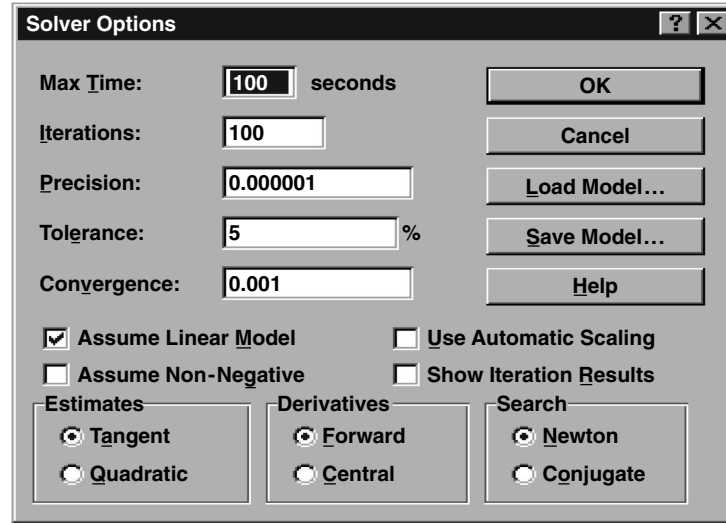 Solver Options
Max Time: 100 seconds OK
Iterations: 100 Cancel
Precision: 0.000001 Load Model...
Tolerance: 5 % Save Model...
Convergence: 0.001 Help
Assume Linear Model Use Automatic Scaling
Assume Non-Negative Show Iteration Results
Estimates Derivatives Search
Tangent Forward Newton
Quadratic Central Conjugate